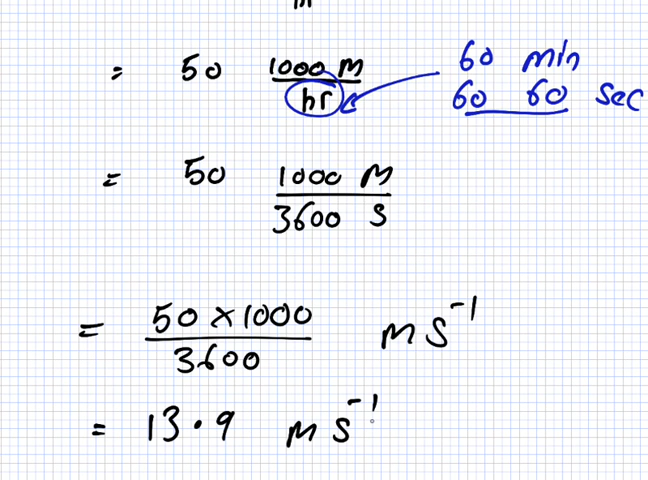 = 50 1000 m
hr
60 min
60 60 sec
= 50 1000 m
3600 s
= 50 × 1000 m s⁻¹
3600
= 13.9 m s⁻¹